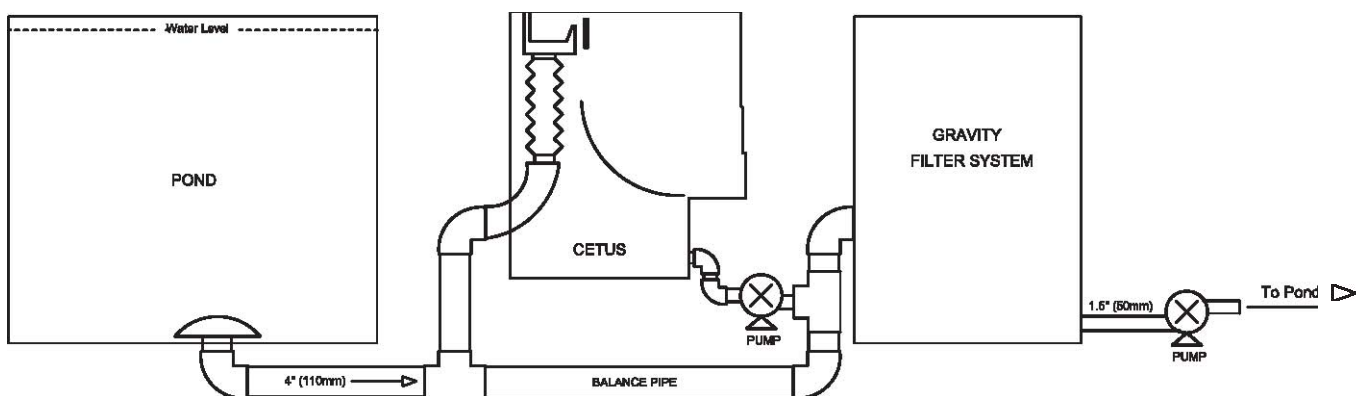 Water Level
POND
4" (110mm)
CETUS
PUMP
BALANCE PIPE
GRAVITY
FILTER SYSTEM
1.5" (50mm)
PUMP
To Pond